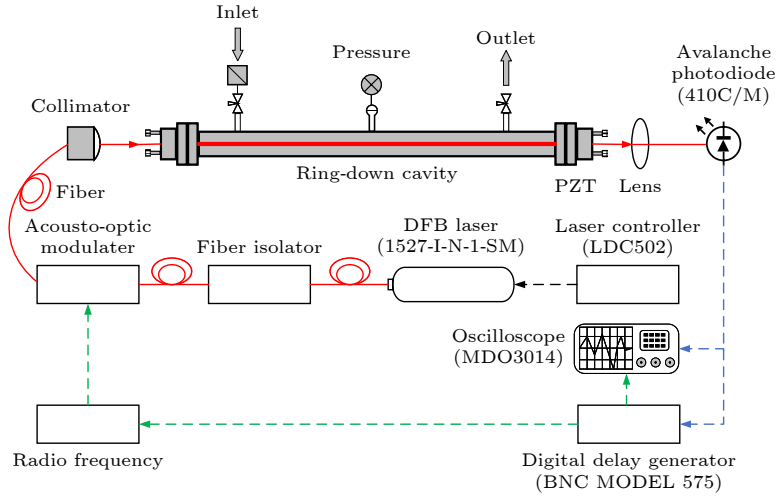 Inlet
Pressure
Outlet
Avalanche
photodiode
(410C/M)
Collimator
Ring-down cavity
PZT
Lens
Fiber
Acousto-optic
modulater
Fiber isolator
DFB laser
(1527-I-N-1-SM)
Laser controller
(LDC502)
Oscilloscope
(MDO3014)
Radio frequency
Digital delay generator
(BNC MODEL 575)